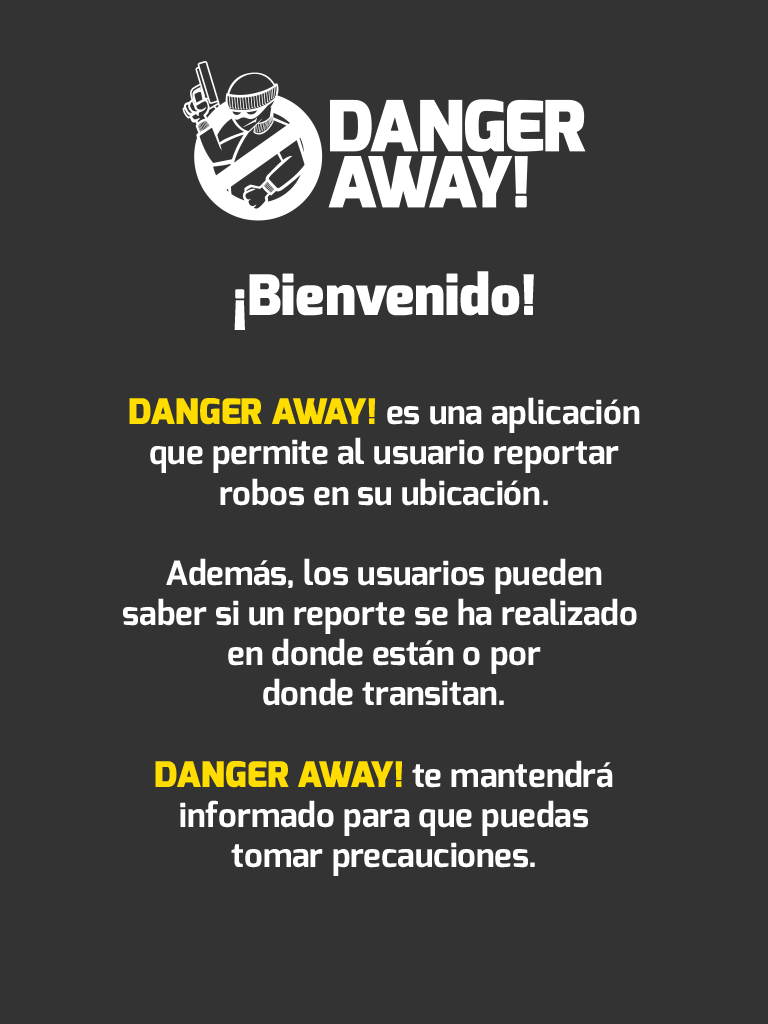 DANGER
AWAY!
¡Bienvenido!
DANGER AWAY! es una aplicación
que permite al usuario reportar
robos en su ubicación.
Además, los usuarios pueden
saber si un reporte se ha realizado
en donde están o por
donde transitan.
DANGER AWAY! te mantendrá
informado para que puedas
tomar precauciones.